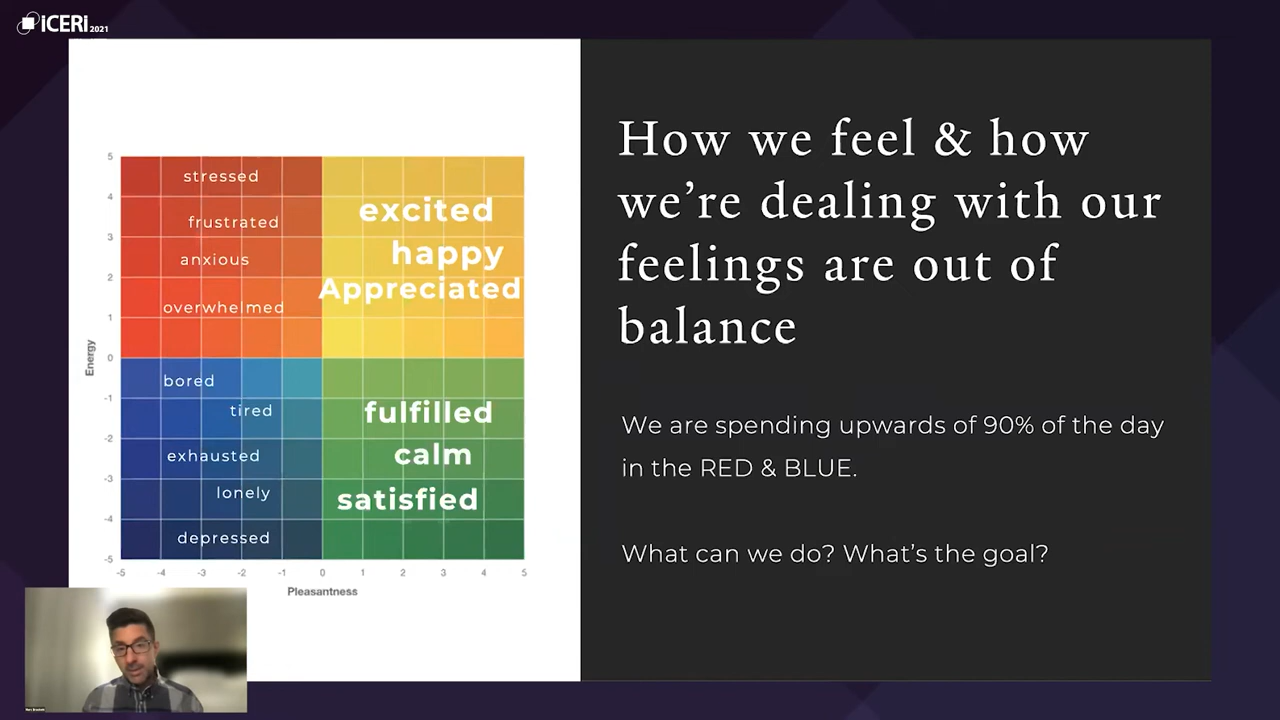 iCERi 2021
How we feel & how
we're dealing with our
feelings are out of
balance
We are spending upwards of 90% of the day
in the RED & BLUE.
What can we do? What's the goal?
5
4
3
2
1
0
-1
-2
-3
-4
-5
Energy
stressed
frustrated
anxious
overwhelmed
excited
happy
Appreciated
bored
tired
exhausted
lonely
depressed
fulfilled
calm
satisfied
-5 -4 -3 -2 -1 0 1 2 3 4 5
Pleasantness